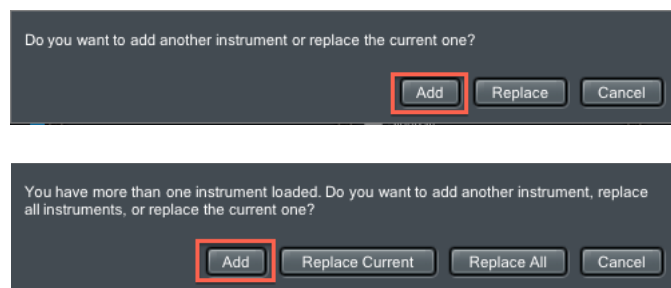 Do you want to add another instrument or replace the current one?
Add Replace Cancel
You have more than one instrument loaded. Do you want to add another instrument, replace
all instruments, or replace the current one?
Add Replace Current Replace All Cancel